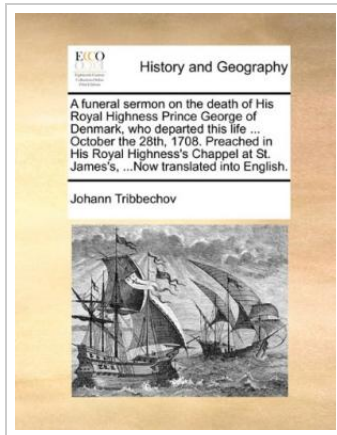 ECCO
History and Geography
A funeral sermon on the death of His
Royal Highness Prince George of
Denmark, who departed this life ...
October the 28th, 1708. Preached in
His Royal Highness's Chappel at St.
James's, ...Now translated into English.
Johann Tribbechov